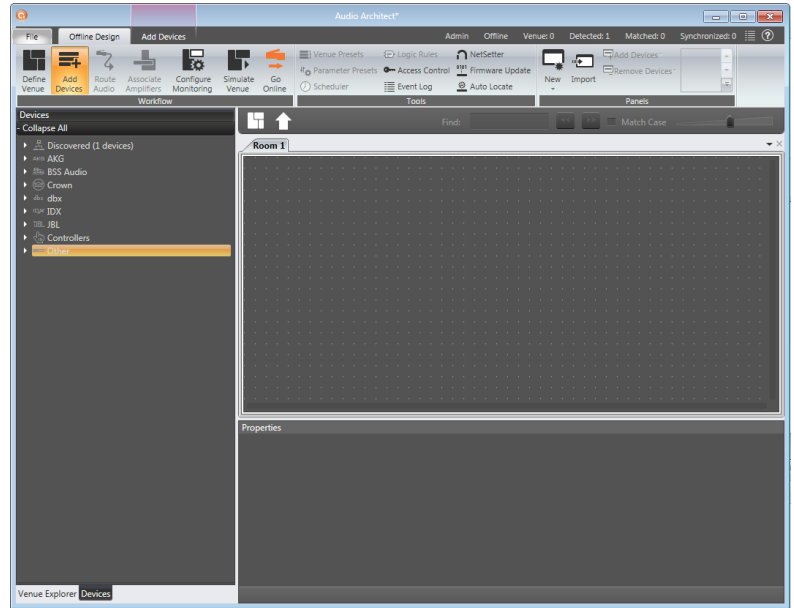 Audio Architect*
File Offline Design Add Devices Admin Offline Venue: 0 Detected: 1 Matched: 0 Synchronized: 0
Define Venue
Add Devices
Route Audio
Associate Amplifiers
Configure Monitoring
Simulate Venue
Go Online
Workflow
Venue Presets Logic Rules NetSetter
Parameter Presets Access Control Firmware Update
Scheduler Event Log Auto Locate
Tools
New
Import
Add Devices
Remove Devices
Panels
Devices
- Collapse All
Discovered (1 devices)
AKG AKG
BSS Audio
Crown
dbx dbx
IDX
JBL JBL
Controllers
Other
Find: << >> Match Case
Room 1
Properties
Venue Explorer Devices